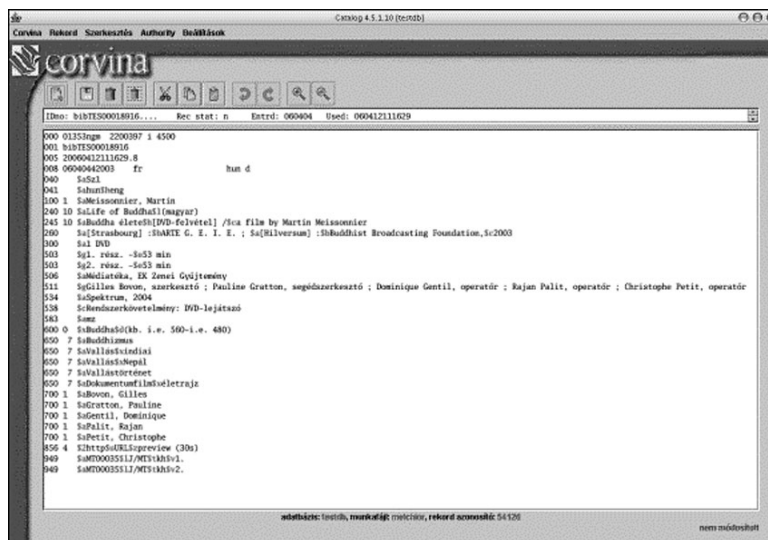 Catalog 4.5.1.10 [testdb]
Corvina Rekord Szerkesztés Authority Beállítások
corvina
IDno: bibTES00018916.... Rec stat: n Entrd: 060404 Used: 060412111629
000 01353ngm 2200397 i 4500
001 bibTES00018916
005 20060412111629.8
008 06040442003 fr hun d
040 $aSzl
041 $ahun$heng
100 1 $aMeissonnier, Martin
240 10 $aLife of Buddha$l(magyar)
245 10 $aBuddha élete$h[DVD-felvétel] /$ca film by Martin Meissonnier
260 $a[Strasbourg] :$bARTE G. E. I. E. ; $a[Hilversum] :$bBuddhist Broadcasting Foundation,$c2003
300 $a1 DVD
503 $g1. rész. -$e53 min
503 $g2. rész. -$e53 min
506 $aMédiatéka, EK Zenei Gyűjtemény
511 $gGilles Bovon, szerkesztő ; Pauline Gratton, segédszerkesztő ; Dominique Gentil, operatőr ; Rajan Palit, operatőr ; Christophe Petit, operatőr
534 $aSpektrum, 2004
538 $cRendszerkövetelmény: DVD-lejátszó
583 $amz
600 0 $aBuddha$d(kb. i.e. 560-i.e. 480)
650 7 $aBuddhizmus
650 7 $aVallás$xindiai
650 7 $aVallás$xNepál
650 7 $aVallástörténet
650 7 $aDokumentumfilm$xéletrajz
700 1 $aBovon, Gilles
700 1 $aGratton, Pauline
700 1 $aGentil, Dominique
700 1 $aPalit, Rajan
700 1 $aPetit, Christophe
856 4 $2http$uURL$zpreview (30s)
949 $aMT00035$lJ/MT$tkh$v1.
949 $aMT00035$lJ/MT$tkh$v2.
adatbázis: testdb, munkafájl: melchior, rekord azonosító: 54126
nem módosított